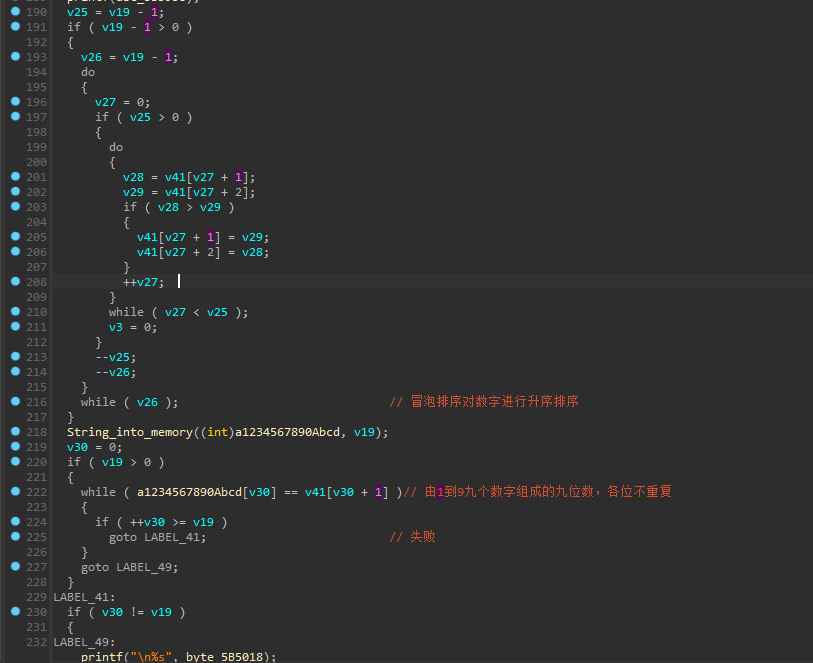 190 v25 = v19 - 1;
191 if ( v19 - 1 > 0 )
192 {
193 v26 = v19 - 1;
194 do
195 {
196 v27 = 0;
197 if ( v25 > 0 )
198 {
199 do
200 {
201 v28 = v41[v27 + 1];
202 v29 = v41[v27 + 2];
203 if ( v28 > v29 )
204 {
205 v41[v27 + 1] = v29;
206 v41[v27 + 2] = v28;
207 }
208 ++v27;
209 }
210 while ( v27 < v25 );
211 v3 = 0;
212 }
213 --v25;
214 --v26;
215 }
216 while ( v26 ); // 冒泡排序对数字进行升序排序
217 }
218 String_into_memory((int)a1234567890Abcd, v19);
219 v30 = 0;
220 if ( v19 > 0 )
221 {
222 while ( a1234567890Abcd[v30] == v41[v30 + 1] )// 由1到9九个数字组成的九位数，各位不重复
223 {
224 if ( ++v30 >= v19 )
225 goto LABEL_41; // 失败
226 }
227 goto LABEL_49;
228 }
229 LABEL_41:
230 if ( v30 != v19 )
231 {
232 LABEL_49:
printf("\n%s", byte_5B5018);